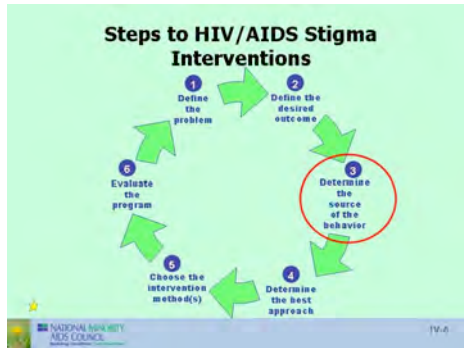 Steps to HIV/AIDS Stigma
Interventions
1
Define
the
problem
2
Define the
desired
outcome
3
Determine
the
source
of the
behavior
4
Determine
the best
approach
5
Choose the
intervention
method(s)
6
Evaluate
the
program
NATIONAL MINORITY
AIDS COUNCIL